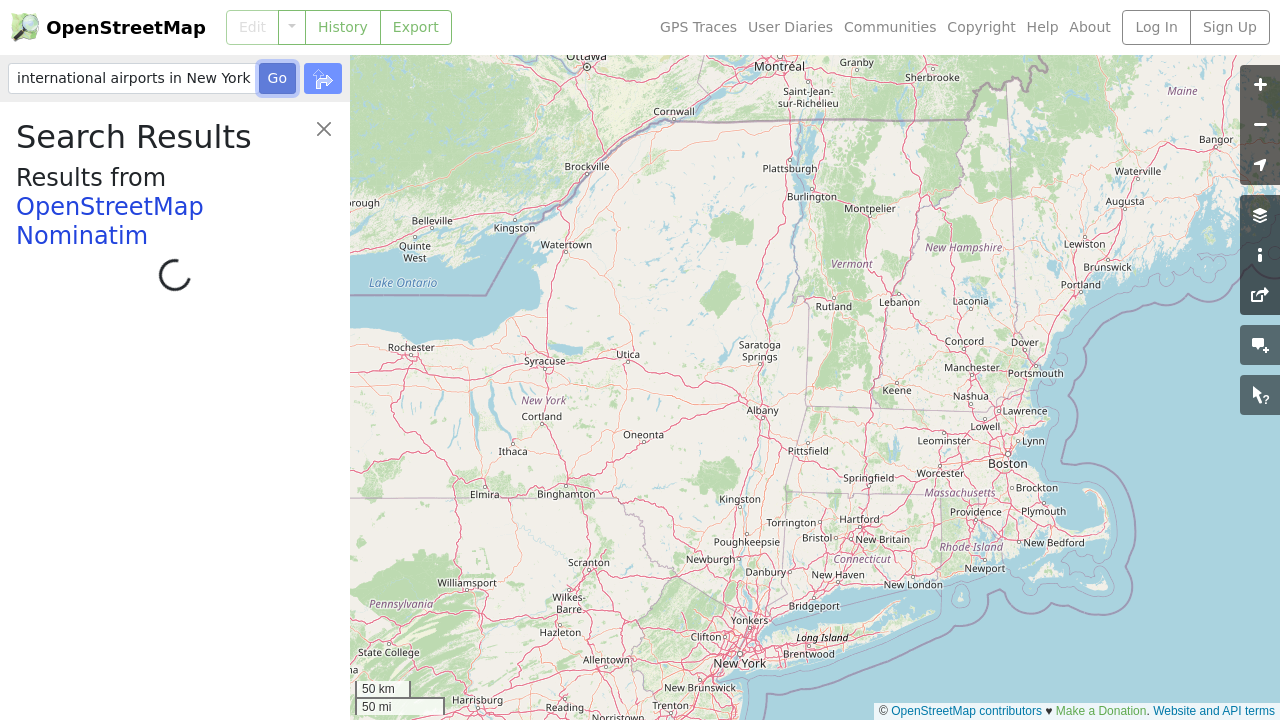 OpenStreetMap
Edit
History
Export
GPS Traces
User Diaries
Communities
Copyright
Help
About
Log In
Sign Up
international airports in New York
Go
Search Results
Results from
OpenStreetMap
Nominatim
Ottawa
Montréal
Granby
Sherbrooke
Saint-Jean-
sur-Richelieu
Maine
Cornwall
Bangor
Brockville
Plattsburgh
Waterville
Burlington
Augusta
Montpelier
Belleville
Kingston
Quinte
West
Watertown
Lewiston
New Hampshire
Vermont
Brunswick
Lake Ontario
Portland
Rutland
Lebanon
Laconia
Rochester
Syracuse
Utica
Saratoga
Springs
Concord
Dover
Manchester
Portsmouth
Keene
Nashua
New York
Cortland
Albany
Lawrence
Lowell
Oneonta
Leominster
Lynn
Ithaca
Pittsfield
Boston
Worcester
Springfield
Elmira
Binghamton
Kingston
Massachusetts
Brockton
Plymouth
Providence
Torrington
Hartford
Poughkeepsie
Bristol
New Britain
New Bedford
Rhode Island
Newburgh
Connecticut
Scranton
Danbury
New Haven
Newport
Williamsport
New London
Wilkes-
Barre
Pennsylvania
Bridgeport
Yonkers
Hazleton
Clifton
Long Island
State College
Brentwood
Allentown
New York
New Brunswick
Harrisburg
Reading
Trenton
Norristown
50 km
50 mi
© OpenStreetMap contributors ♥ Make a Donation. Website and API terms